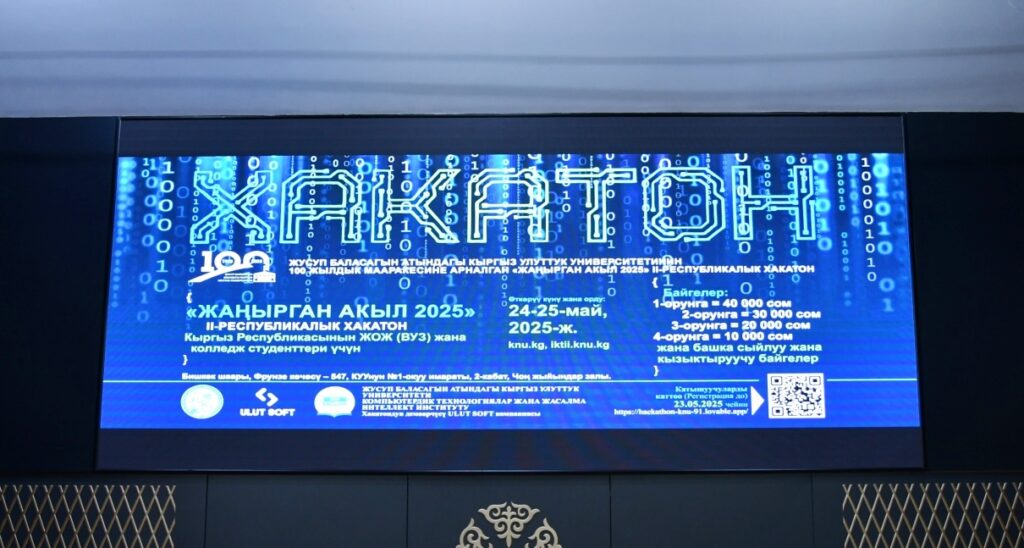 ХАКАТОН
100
ЖУСУП БАЛАСАГЫН АТЫНДАГЫ КЫРГЫЗ УЛУТТУК УНИВЕРСИТЕТИНИН
100 ЖЫЛДЫК МААРАКЕСИНЕ АРНАЛГАН «ЖАҢЫРГАН АКЫЛ 2025» II-РЕСПУБЛИКАЛЫК ХАКАТОН
{
«ЖАҢЫРГАН АКЫЛ 2025»
II-РЕСПУБЛИКАЛЫК ХАКАТОН
Кыргыз Республикасынын ЖОЖ (ВУЗ) жана
колледж студенттери үчүн
}
Өткөрүү күнү жана орду:
24-25-май,
2025-ж.
knu.kg, iktii.knu.kg
{
Байгелер:
1-орунга = 40 000 сом
2-орунга = 30 000 сом
3-орунга = 20 000 сом
4-орунга = 10 000 сом
жана башка сыйлуу жана
кызыктыруучу байгелер
}
Бишкек шаары, Фрунзе көчөсү – 547, КУУнун №1-окуу имараты, 2-кабат, Чоң жыйындар залы.
ULUT SOFT
ЖУСУП БАЛАСАГЫН АТЫНДАГЫ КЫРГЫЗ УЛУТТУК
УНИВЕРСИТЕТИ
КОМПЬЮТЕРДИК ТЕХНОЛОГИЯЛАР ЖАНА ЖАСАЛМА
ИНТЕЛЛЕКТ ИНСТИТУТУ
Хакатондун демөөрчүсү ULUT SOFT компаниясы
Катышуучуларды
каттоо (Регистрация до)
23.05.2025 чейин
https://hackathon-knu-91.lovable.app/